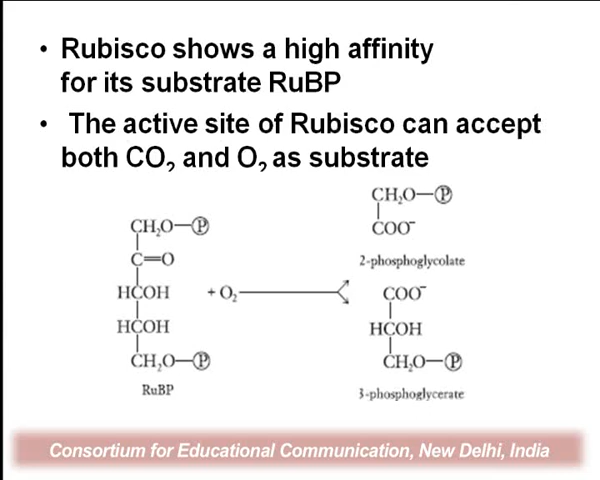 • Rubisco shows a high affinity
for its substrate RuBP
• The active site of Rubisco can accept
both CO₂ and O₂ as substrate
CH₂O—Ⓟ
C=O
HCOH + O₂
HCOH
CH₂O—Ⓟ
RuBP
CH₂O—Ⓟ
COO⁻
2-phosphoglycolate
COO⁻
HCOH
CH₂O—Ⓟ
3-phosphoglycerate
Consortium for Educational Communication, New Delhi, India